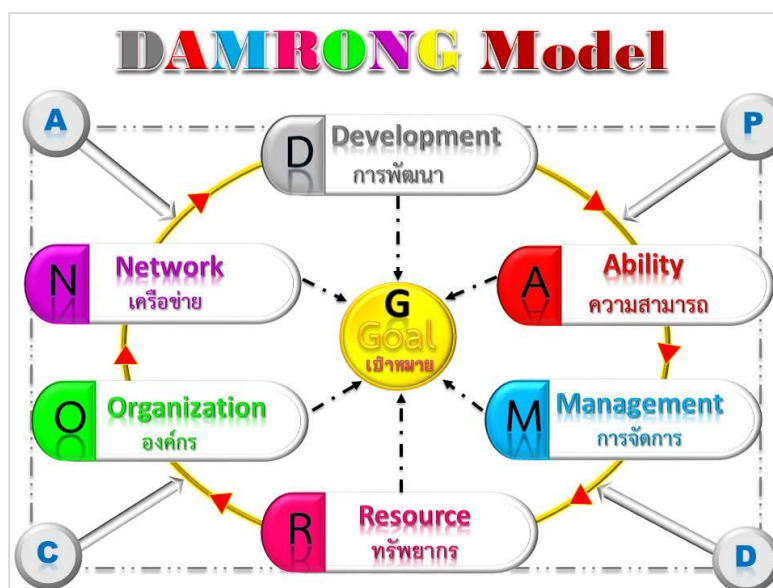 DAMRONG Model
A
P
D
Development
การพัฒนา
N
Network
เครือข่าย
A
Ability
ความสามารถ
G
Goal
เป้าหมาย
O
Organization
องค์กร
M
Management
การจัดการ
R
Resource
ทรัพยากร
C
D